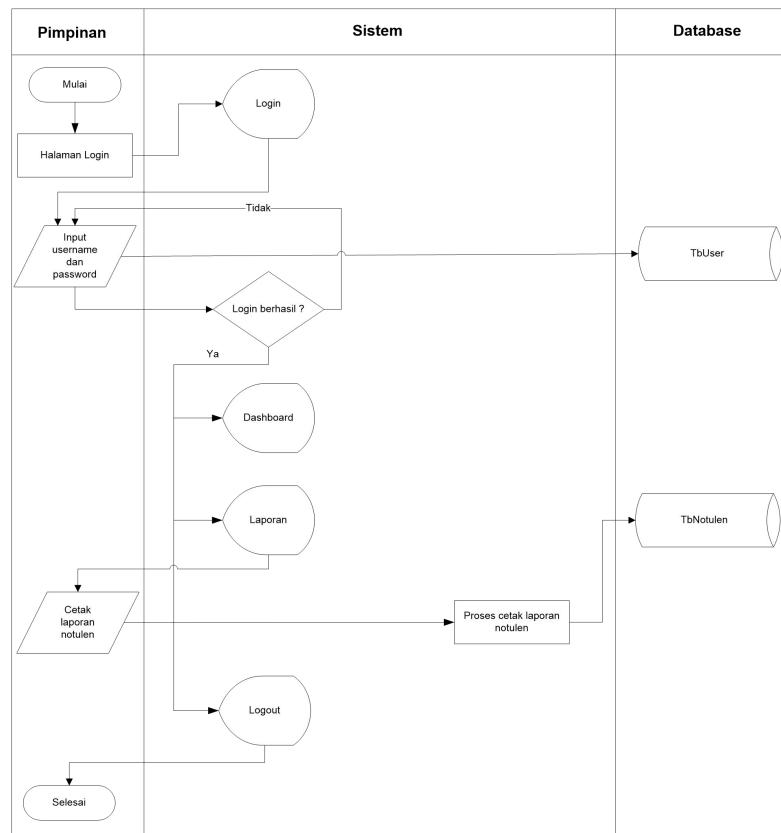 Pimpinan
Sistem
Database
Mulai
Login
Halaman Login
Tidak
Input
username
dan
password
TbUser
Login berhasil ?
Ya
Dashboard
Laporan
TbNotulen
Cetak
laporan
notulen
Proses cetak laporan
notulen
Logout
Selesai